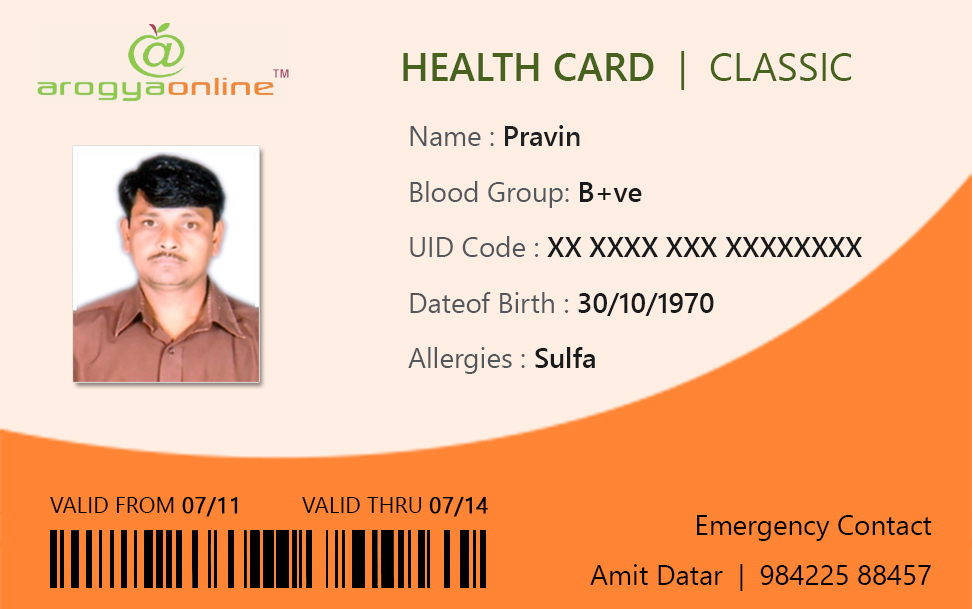 arogyaonline™
HEALTH CARD | CLASSIC
Name : Pravin
Blood Group: B+ve
UID Code : XX XXXX XXX XXXXXXXX
Dateof Birth : 30/10/1970
Allergies : Sulfa
VALID FROM 07/11 VALID THRU 07/14
Emergency Contact
Amit Datar | 984225 88457